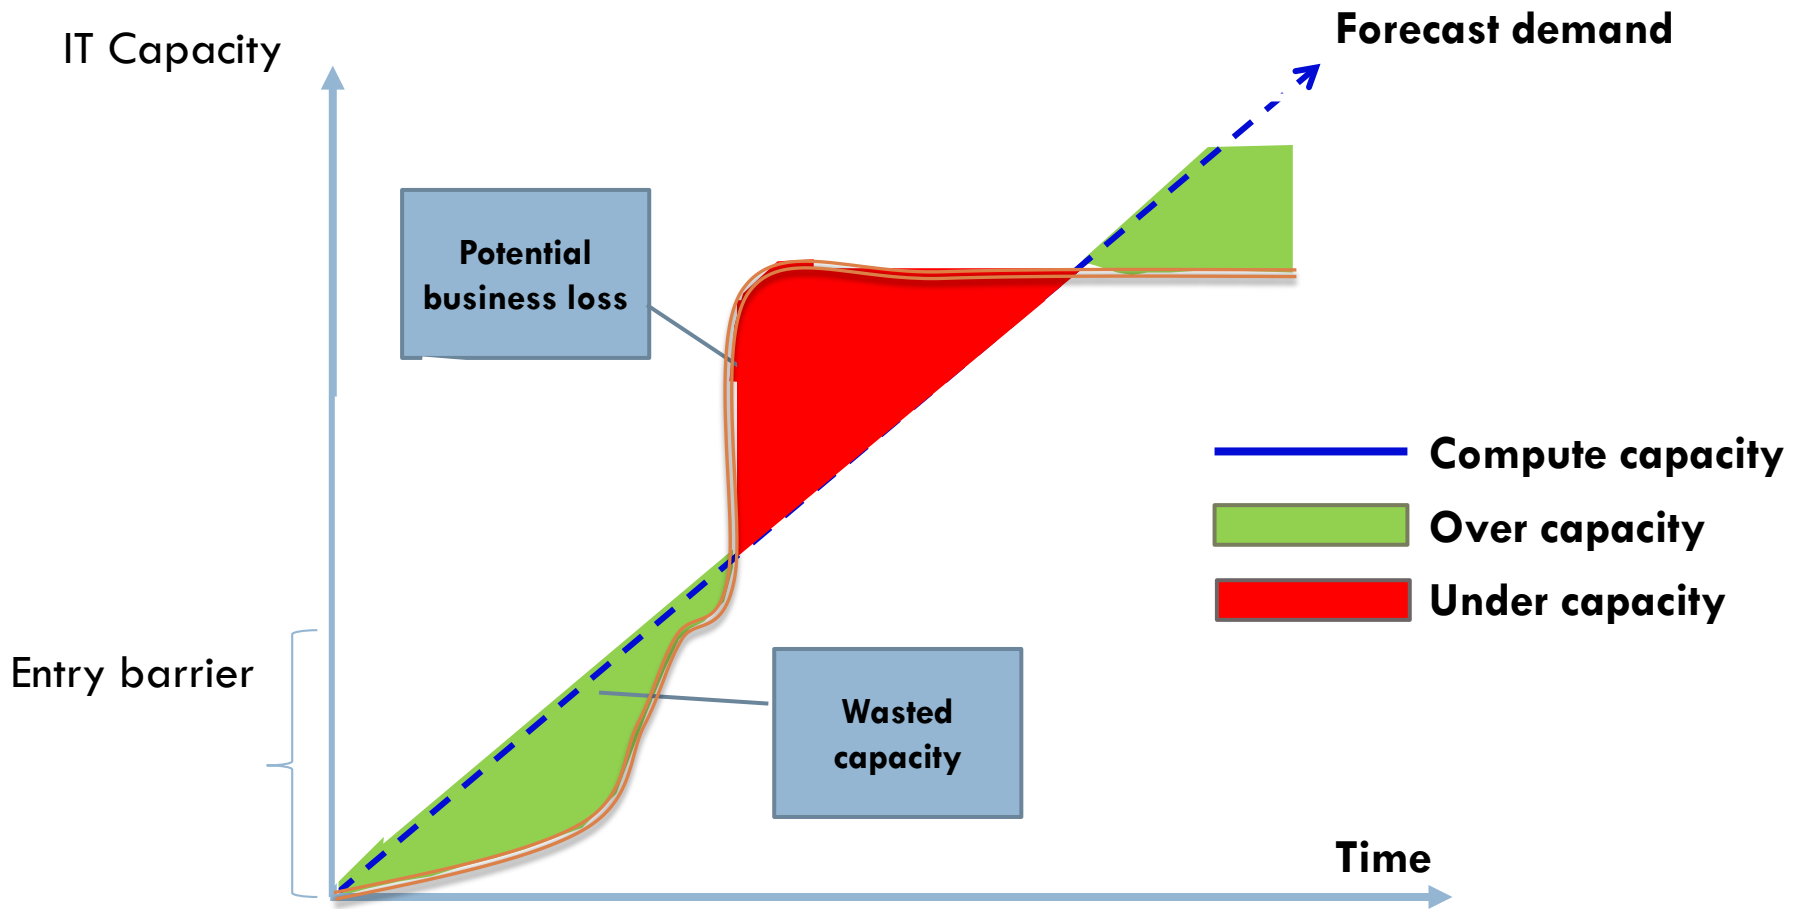 Forecast demand
IT Capacity
Potential
business loss
Compute capacity
Over capacity
Under capacity
Entry barrier
Wasted
capacity
Time